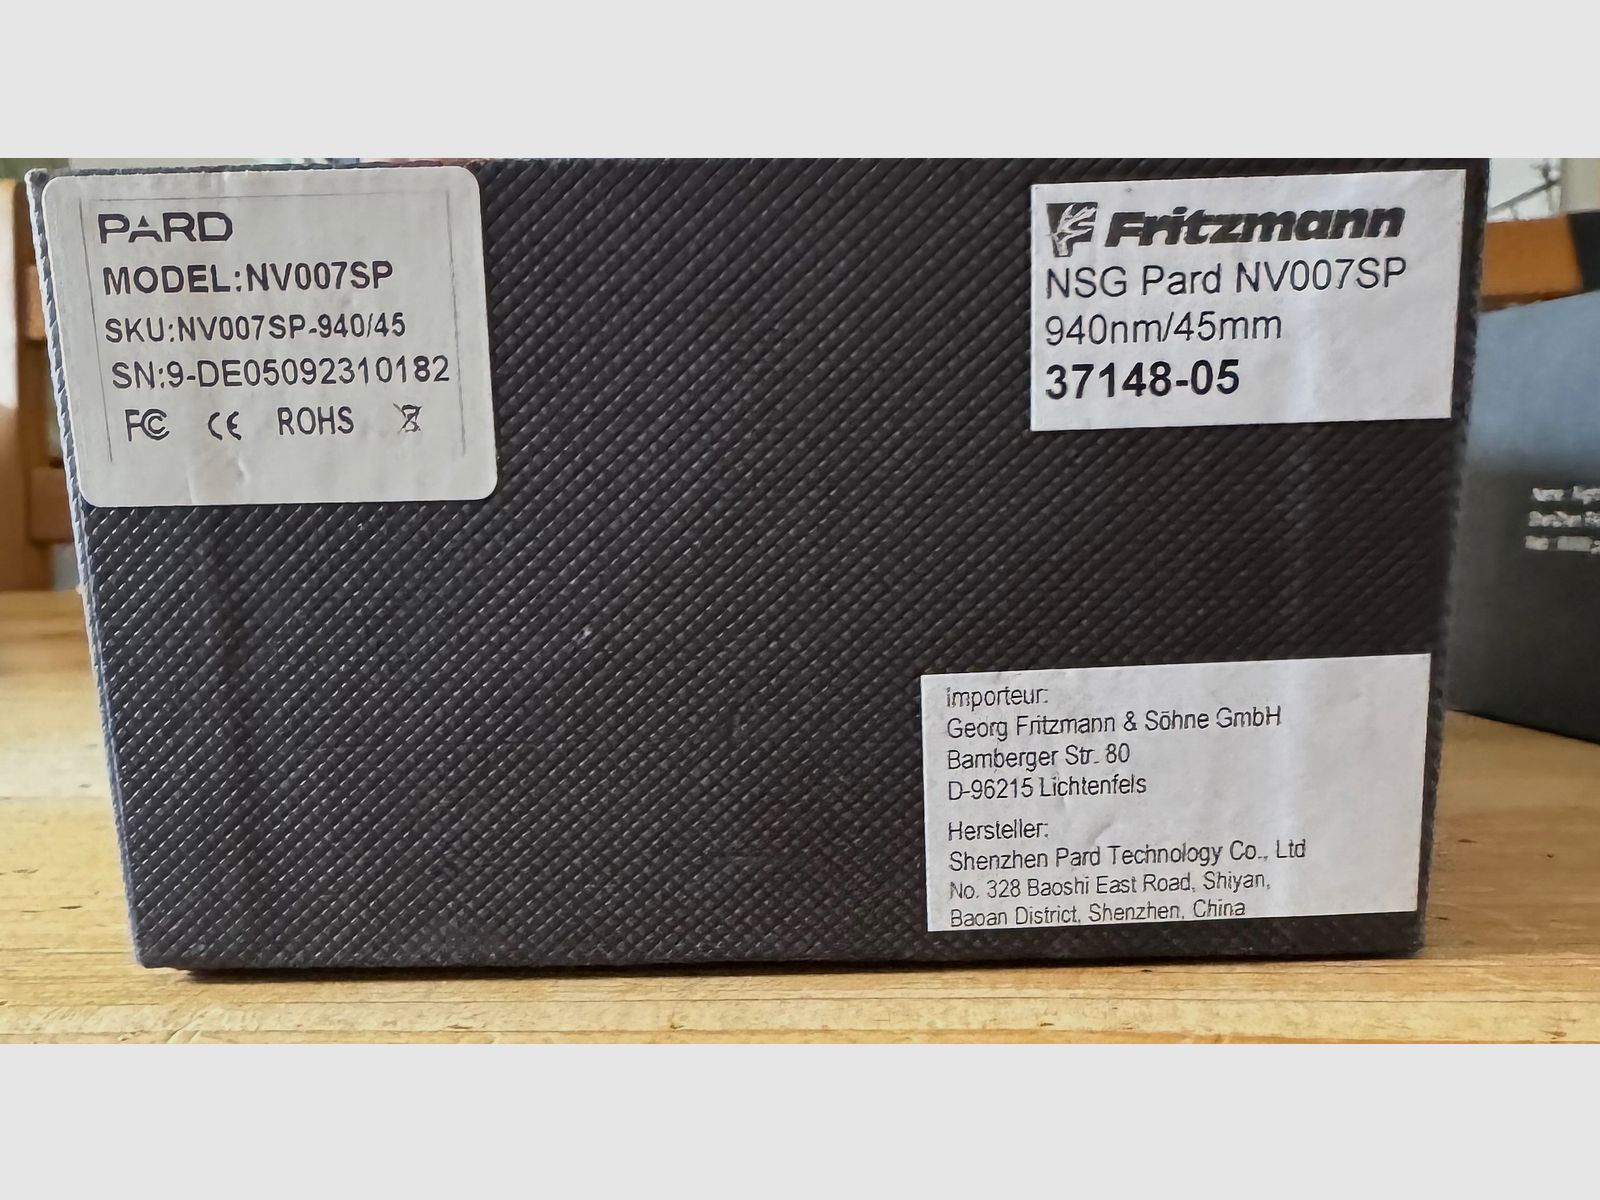 PARD
MODEL:NV007SP
SKU:NV007SP-940/45
SN:9-DE05092310182
FC CE ROHS
Fritzmann
NSG Pard NV007SP
940nm/45mm
37148-05
Importeur:
Georg Fritzmann & Söhne GmbH
Bamberger Str. 80
D-96215 Lichtenfels
Hersteller:
Shenzhen Pard Technology Co., Ltd
No. 328 Baoshi East Road, Shiyan,
Baoan District, Shenzhen, China